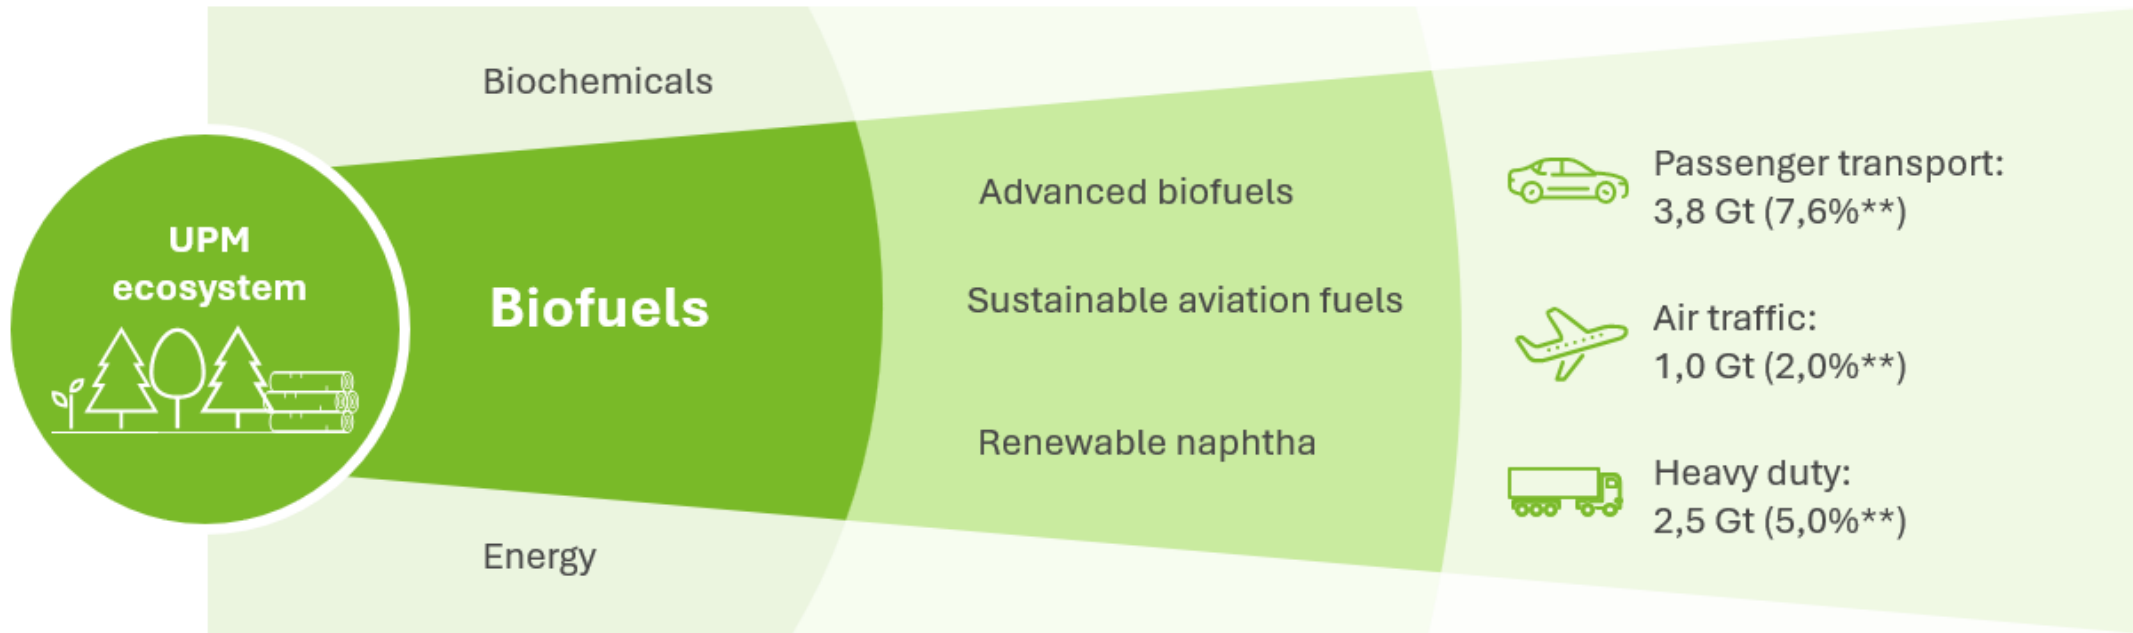 UPM
ecosystem
Biochemicals
Biofuels
Energy
Advanced biofuels
Sustainable aviation fuels
Renewable naphtha
Passenger transport:
3,8 Gt (7,6%**)
Air traffic:
1,0 Gt (2,0%**)
Heavy duty:
2,5 Gt (5,0%**)